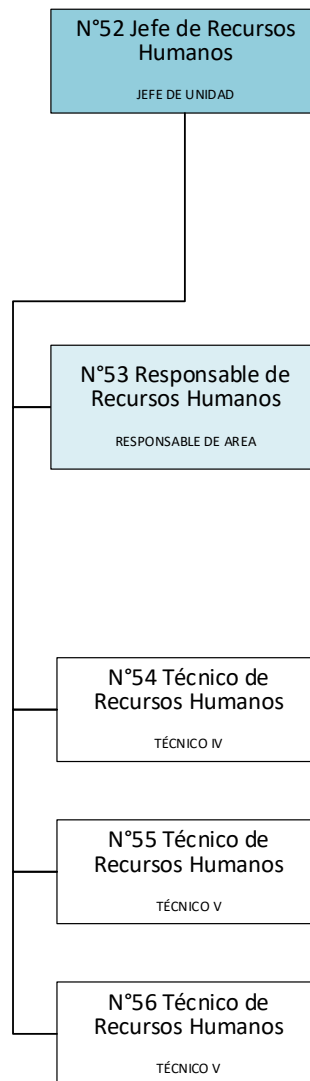 N°52 Jefe de Recursos
Humanos
JEFE DE UNIDAD
N°53 Responsable de
Recursos Humanos
RESPONSABLE DE AREA
N°54 Técnico de
Recursos Humanos
TÉCNICO IV
N°55 Técnico de
Recursos Humanos
TÉCNICO V
N°56 Técnico de
Recursos Humanos
TÉCNICO V